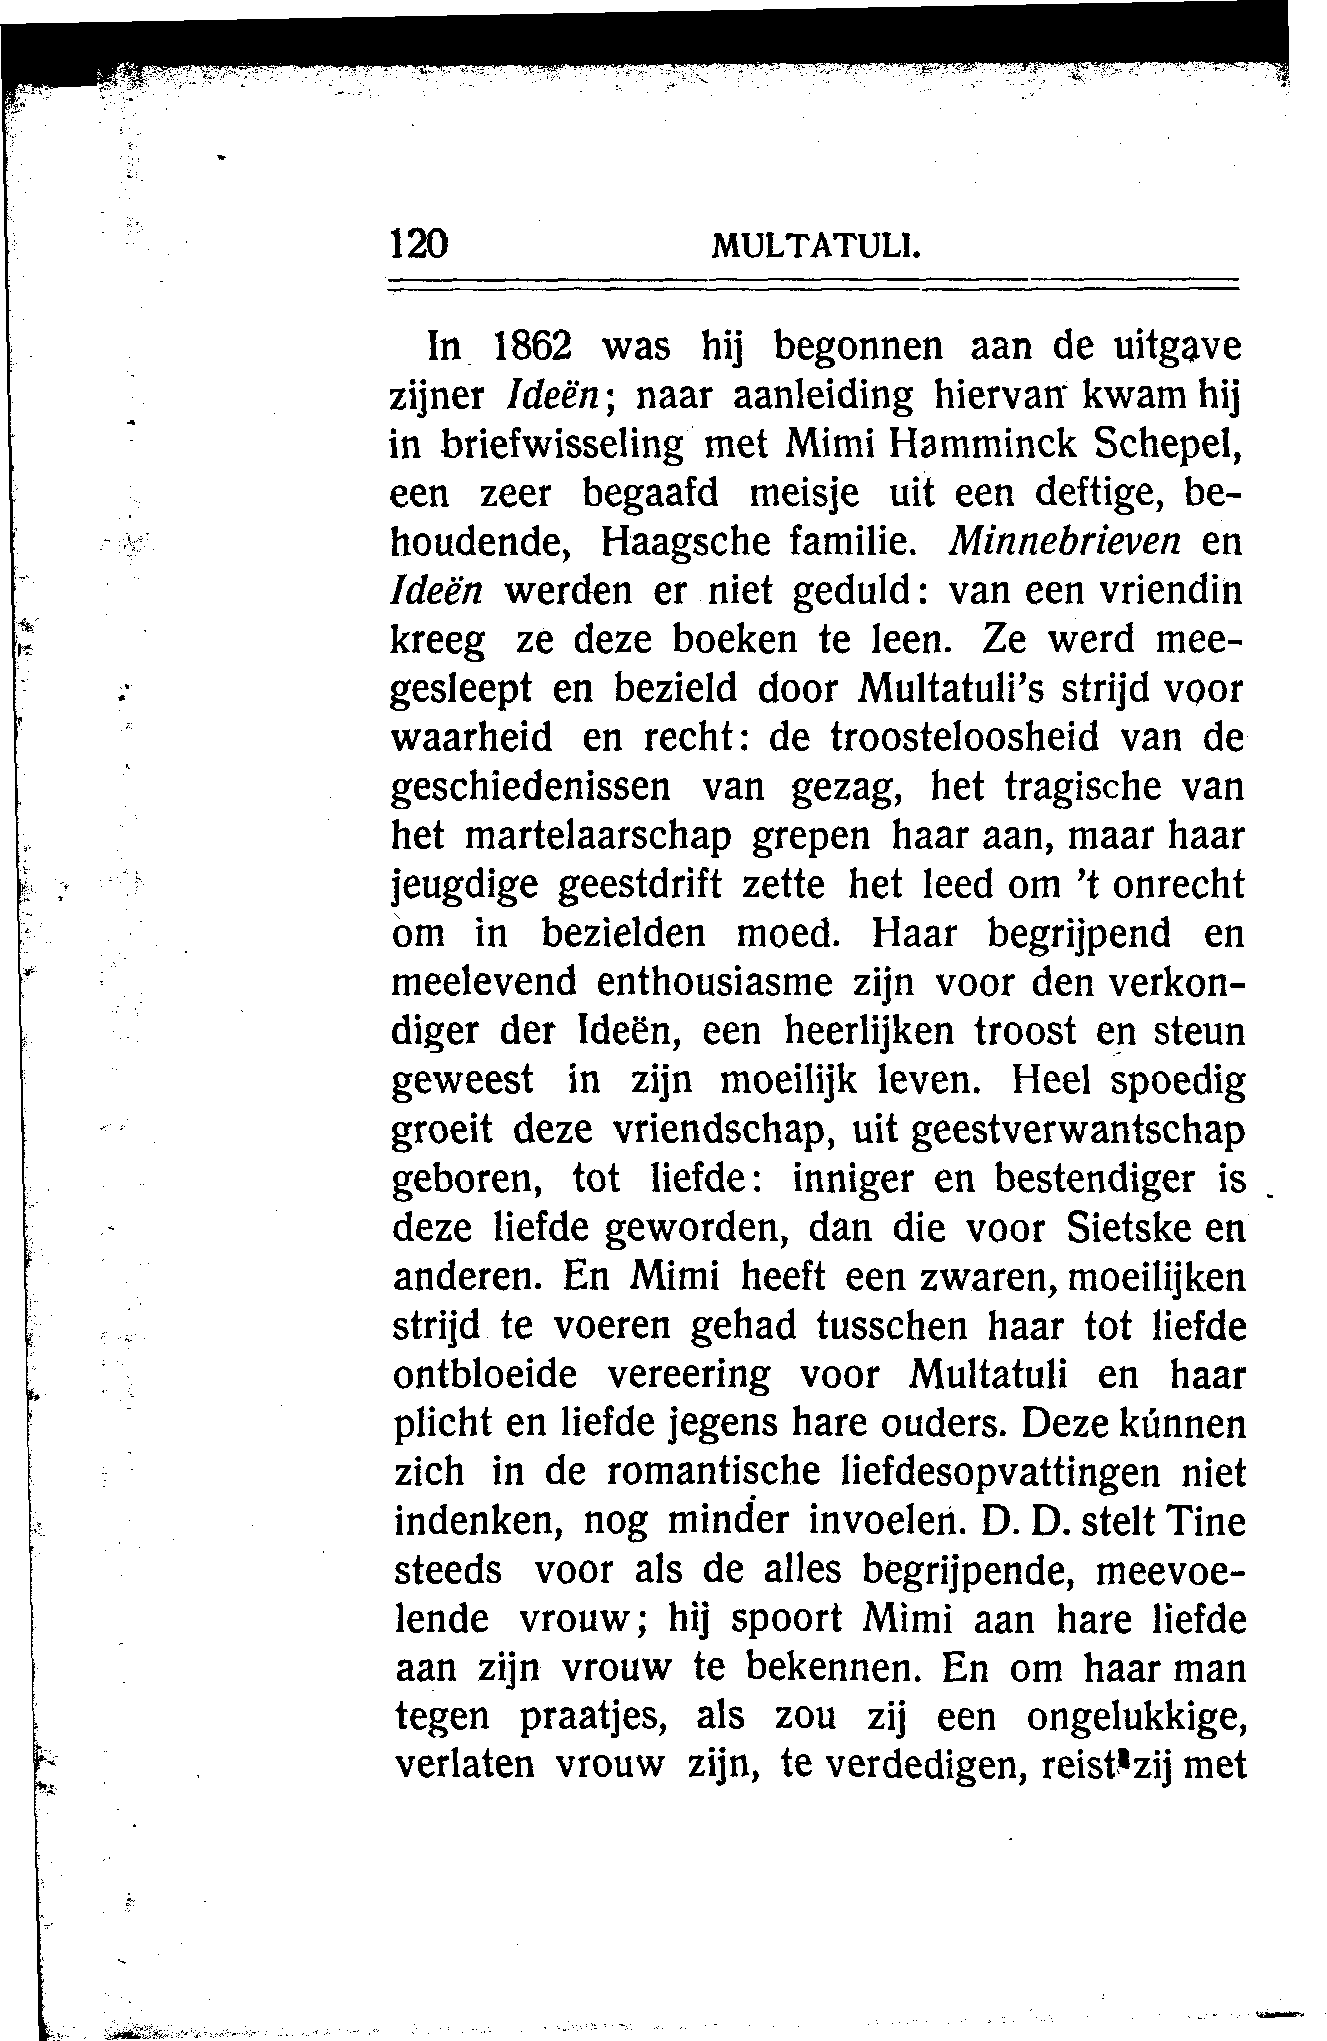 120 MULTATULI.
In 1862 was hij begonnen aan de uitgave
zijner Ideën; naar aanleiding hiervan kwam hij
in briefwisseling met Mimi Hamminck Schepel,
een zeer begaafd meisje uit een deftige, be-
houdende, Haagsche familie. Minnebrieven en
Ideën werden er niet geduld: van een vriendin
kreeg ze deze boeken te leen. Ze werd mee-
gesleept en bezield door Multatuli's strijd voor
waarheid en recht: de troosteloosheid van de
geschiedenissen van gezag, het tragische van
het martelaarschap grepen haar aan, maar haar
jeugdige geestdrift zette het leed om 't onrecht
om in bezielden moed. Haar begrijpend en
meelevend enthousiasme zijn voor den verkon-
diger der Ideën, een heerlijken troost en steun
geweest in zijn moeilijk leven. Heel spoedig
groeit deze vriendschap, uit geestverwantschap
geboren, tot liefde: inniger en bestendiger is
deze liefde geworden, dan die voor Sietske en
anderen. En Mimi heeft een zwaren, moeilijken
strijd te voeren gehad tusschen haar tot liefde
ontbloeide vereering voor Multatuli en haar
plicht en liefde jegens hare ouders. Deze kúnnen
zich in de romantische liefdesopvattingen niet
indenken, nog minder invoelen. D. D. stelt Tine
steeds voor als de alles begrijpende, meevoe-
lende vrouw; hij spoort Mimi aan hare liefde
aan zijn vrouw te bekennen. En om haar man
tegen praatjes, als zou zij een ongelukkige,
verlaten vrouw zijn, te verdedigen, reist zij met